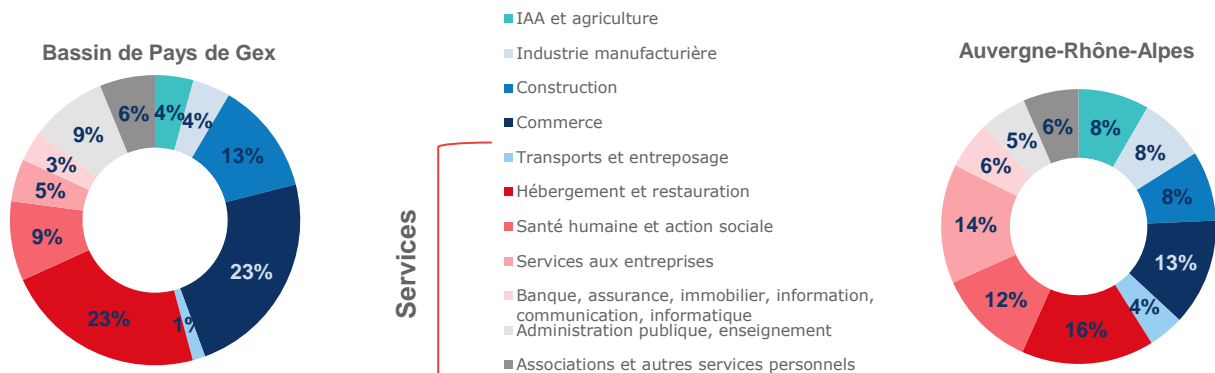 Bassin de Pays de Gex
4%
4%
13%
23%
1%
23%
9%
5%
3%
9%
6%
Services
IAA et agriculture
Industrie manufacturière
Construction
Commerce
Transports et entreposage
Hébergement et restauration
Santé humaine et action sociale
Services aux entreprises
Banque, assurance, immobilier, information,
communication, informatique
Administration publique, enseignement
Associations et autres services personnels
Auvergne-Rhône-Alpes
8%
8%
8%
13%
4%
16%
12%
14%
6%
5%
6%